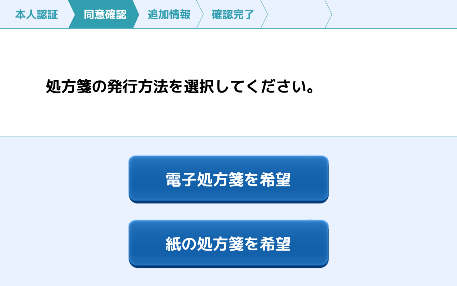 本人認証 同意確認 追加情報 確認完了
処方箋の発行方法を選択してください。
電子処方箋を希望
紙の処方箋を希望